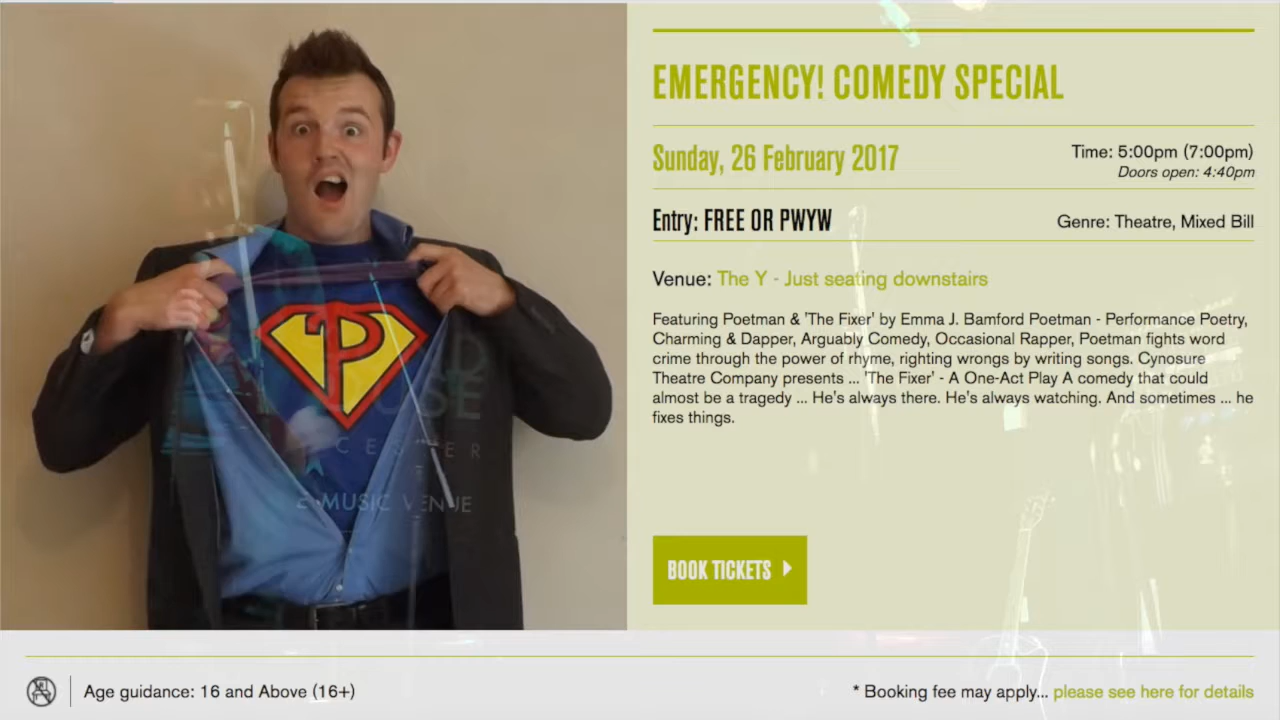 EMERGENCY! COMEDY SPECIAL
Sunday, 26 February 2017
Time: 5:00pm (7:00pm)
Doors open: 4:40pm
Entry: FREE OR PWYW
Genre: Theatre, Mixed Bill
Venue: The Y - Just seating downstairs
Featuring Poetman & 'The Fixer' by Emma J. Bamford Poetman - Performance Poetry,
Charming & Dapper, Arguably Comedy, Occasional Rapper, Poetman fights word
crime through the power of rhyme, righting wrongs by writing songs. Cynosure
Theatre Company presents ... 'The Fixer' - A One-Act Play A comedy that could
almost be a tragedy ... He's always there. He's always watching. And sometimes ... he
fixes things.
P
MUSIC VENUE
BOOK TICKETS
Age guidance: 16 and Above (16+)
* Booking fee may apply... please see here for details